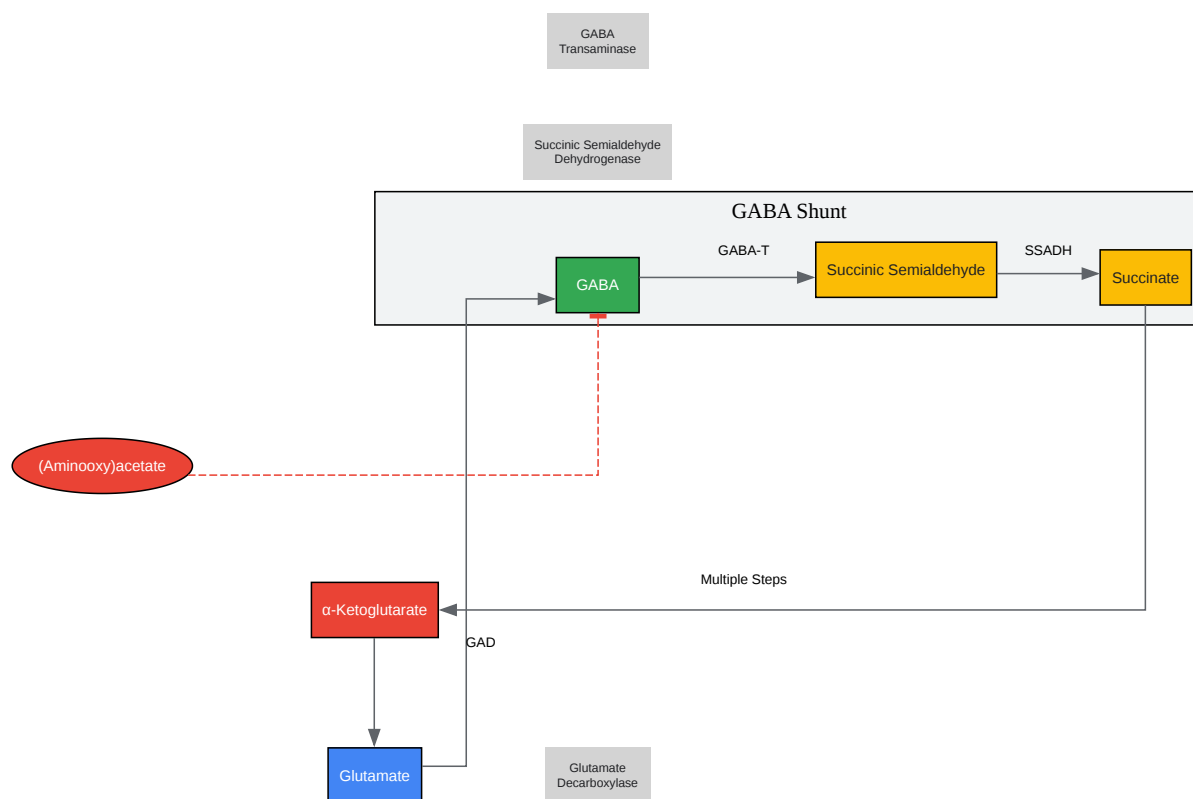 GABA
Transaminase
Succinic Semialdehyde
Dehydrogenase
GABA Shunt
GABA-T
SSADH
GABA
Succinic Semialdehyde
Succinate
(Aminooxy)acetate
Multiple Steps
α-Ketoglutarate
GAD
Glutamate
Glutamate
Decarboxylase